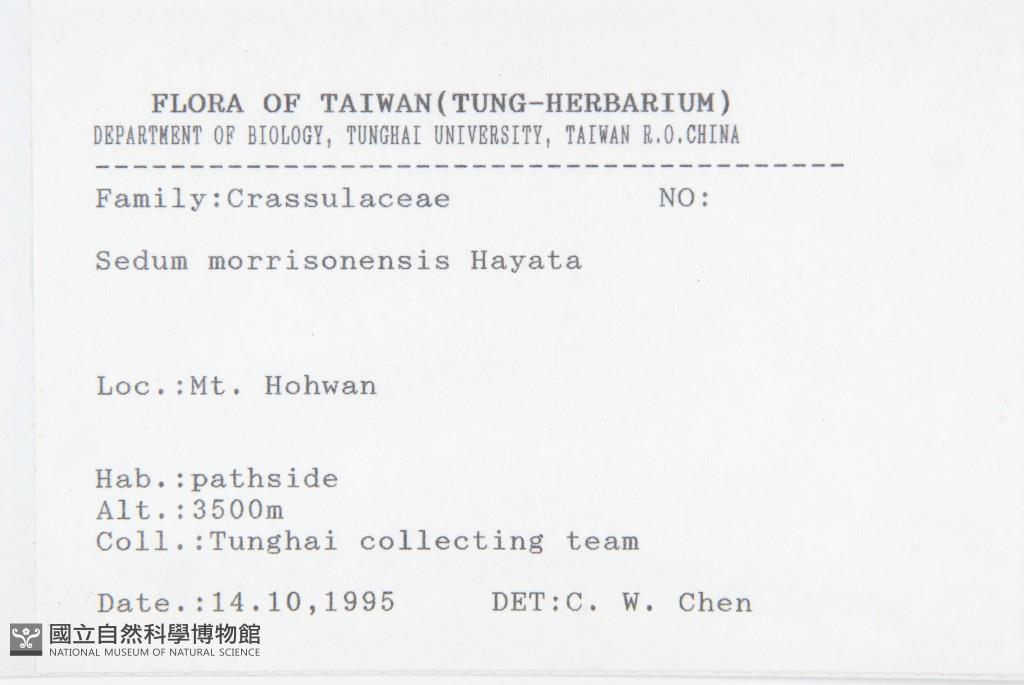 FLORA OF TAIWAN(TUNG-HERBARIUM)
DEPARTMENT OF BIOLOGY, TUNGHAI UNIVERSITY, TAIWAN R.O.CHINA
Family:Crassulaceae NO:
Sedum morrisonensis Hayata
Loc.:Mt. Hohwan
Hab.:pathside
Alt.:3500m
Coll.:Tunghai collecting team
Date.:14.10,1995 DET:C. W. Chen
國立自然科學博物館
NATIONAL MUSEUM OF NATURAL SCIENCE